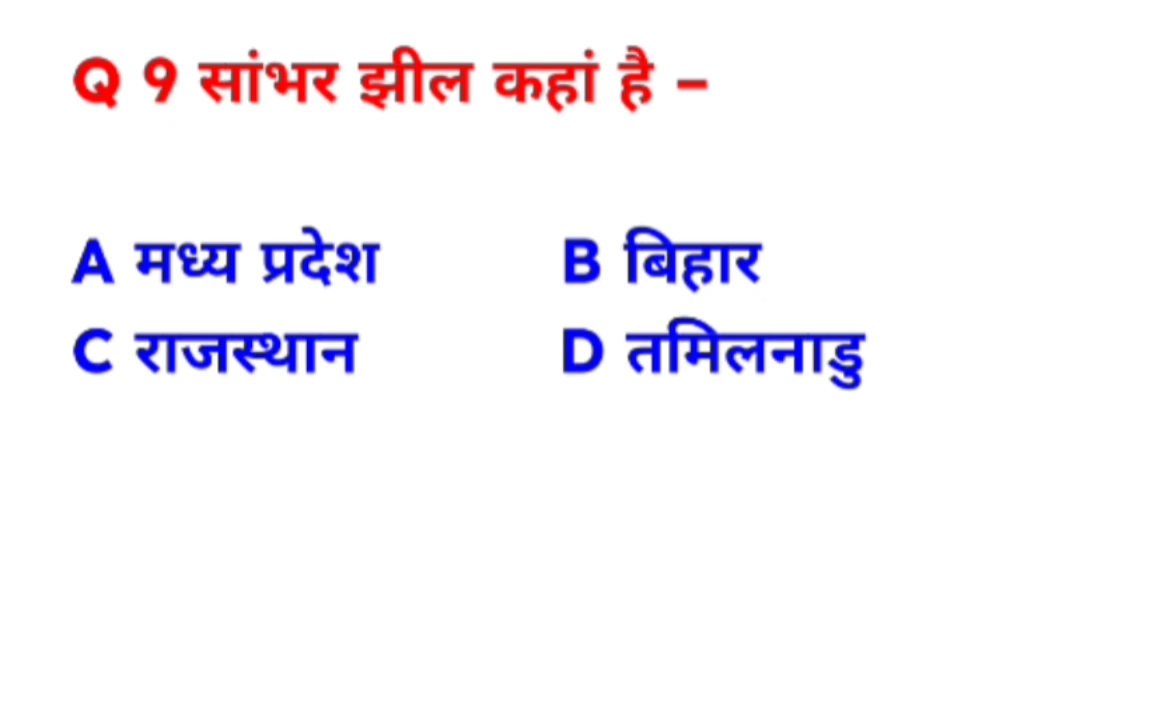 Q 9 सांभर झील कहां है –
A मध्य प्रदेश B बिहार
C राजस्थान D तमिलनाडु